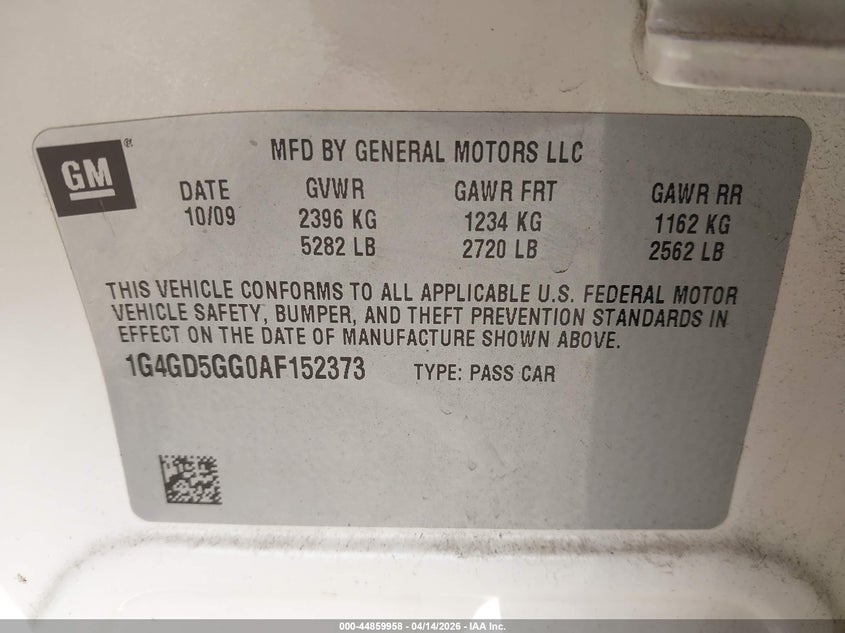 GM
MFD BY GENERAL MOTORS LLC
DATE GVWR GAWR FRT GAWR RR
10/09 2396 KG 1234 KG 1162 KG
5282 LB 2720 LB 2562 LB
THIS VEHICLE CONFORMS TO ALL APPLICABLE U.S. FEDERAL MOTOR
VEHICLE SAFETY, BUMPER, AND THEFT PREVENTION STANDARDS IN
EFFECT ON THE DATE OF MANUFACTURE SHOWN ABOVE.
1G4GD5GG0AF152373 TYPE: PASS CAR
000-44859958 - 04/14/2026 - IAA Inc.